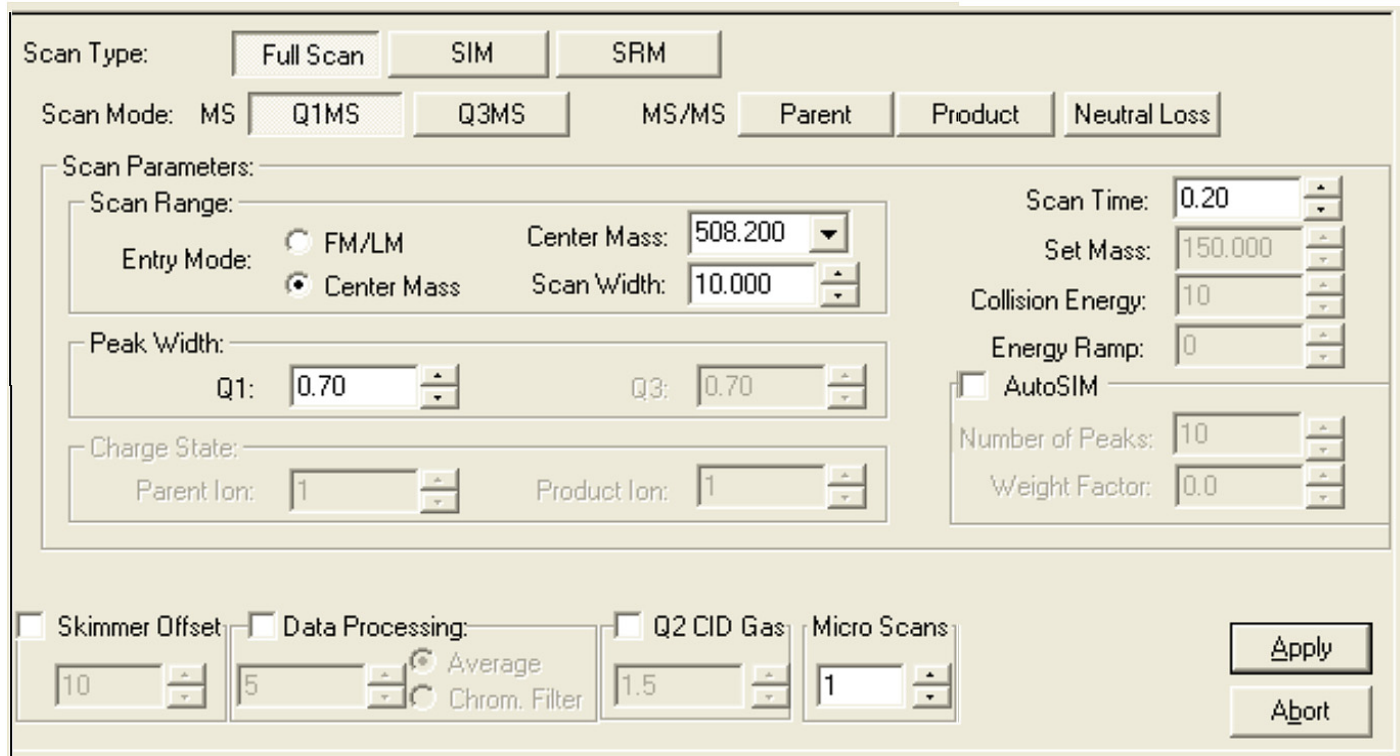 Scan Type: Full Scan SIM SRM
Scan Mode: MS Q1MS Q3MS MS/MS Parent Product Neutral Loss
Scan Parameters:
Scan Range:
Entry Mode:
FM/LM
Center Mass
Center Mass: 508.200
Scan Width: 10.000
Peak Width:
Q1: 0.70 Q3: 0.70
Charge State:
Parent Ion: 1 Product Ion: 1
Scan Time: 0.20
Set Mass: 150.000
Collision Energy: 10
Energy Ramp: 0
AutoSIM
Number of Peaks: 10
Weight Factor: 0.0
Skimmer Offset
10
Data Processing:
5
Average
Chrom. Filter
Q2 CID Gas
1.5
Micro Scans
1
Apply
Abort